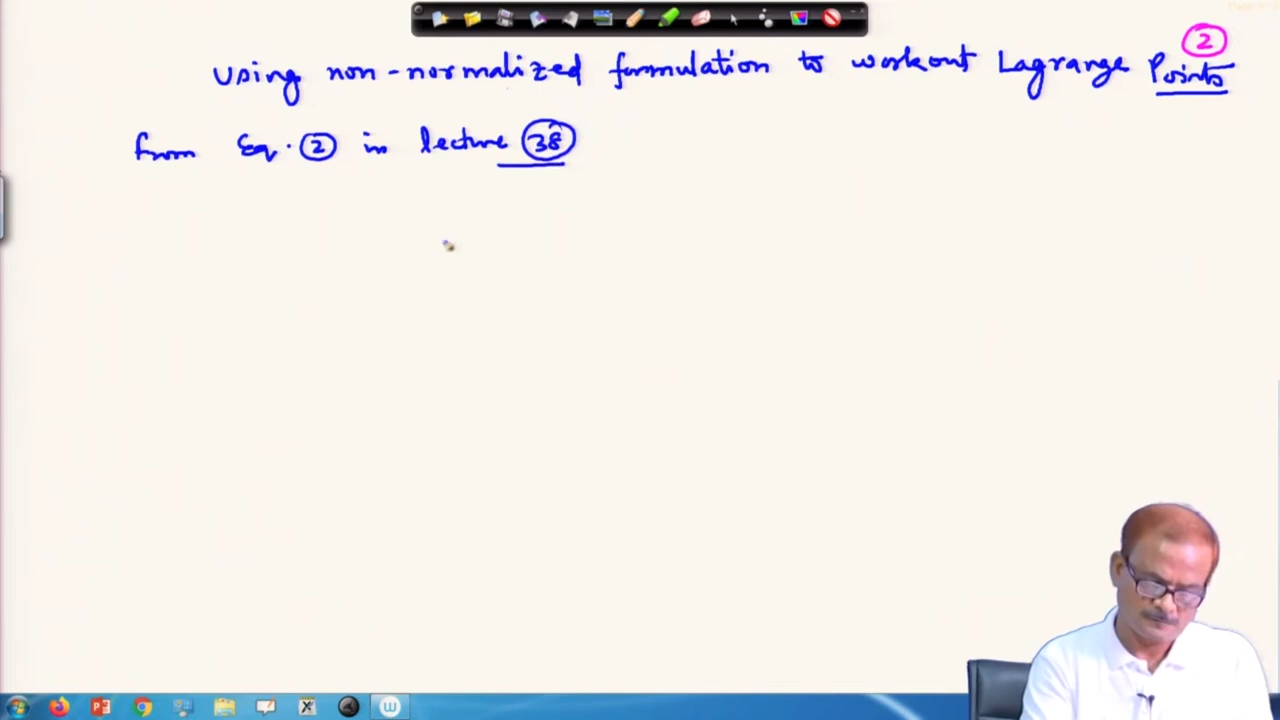 2
using non-normalized formulation to workout Lagrange Points
from Eq. 2 in lecture 38